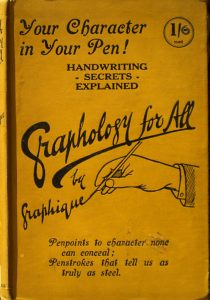 Your Character
in Your Pen!
1/6
NET
HANDWRITING
- SECRETS -
EXPLAINED
Graphology for All
by
Graphique
Penpoints to character none
can conceal;
Penstrokes that tell us as
truly as steel.